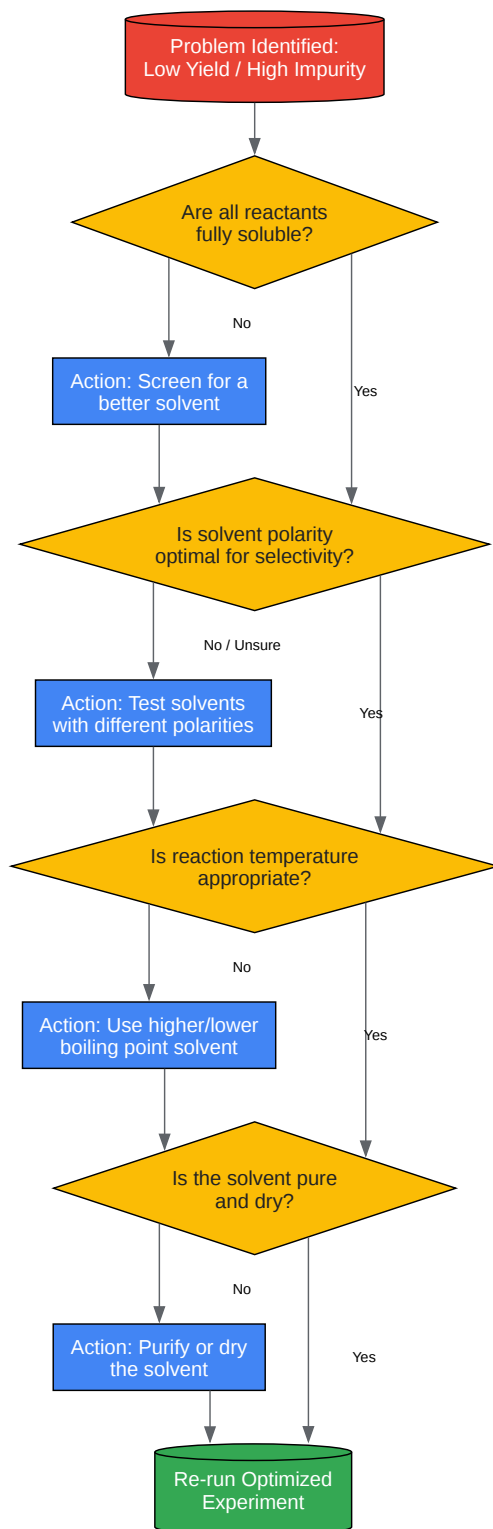 Problem Identified:
Low Yield / High Impurity
Are all reactants
fully soluble?
No
Action: Screen for a
better solvent
Yes
Is solvent polarity
optimal for selectivity?
No / Unsure
Action: Test solvents
with different polarities
Yes
Is reaction temperature
appropriate?
No
Action: Use higher/lower
boiling point solvent
Yes
Is the solvent pure
and dry?
No
Action: Purify or dry
the solvent
Yes
Re-run Optimized
Experiment